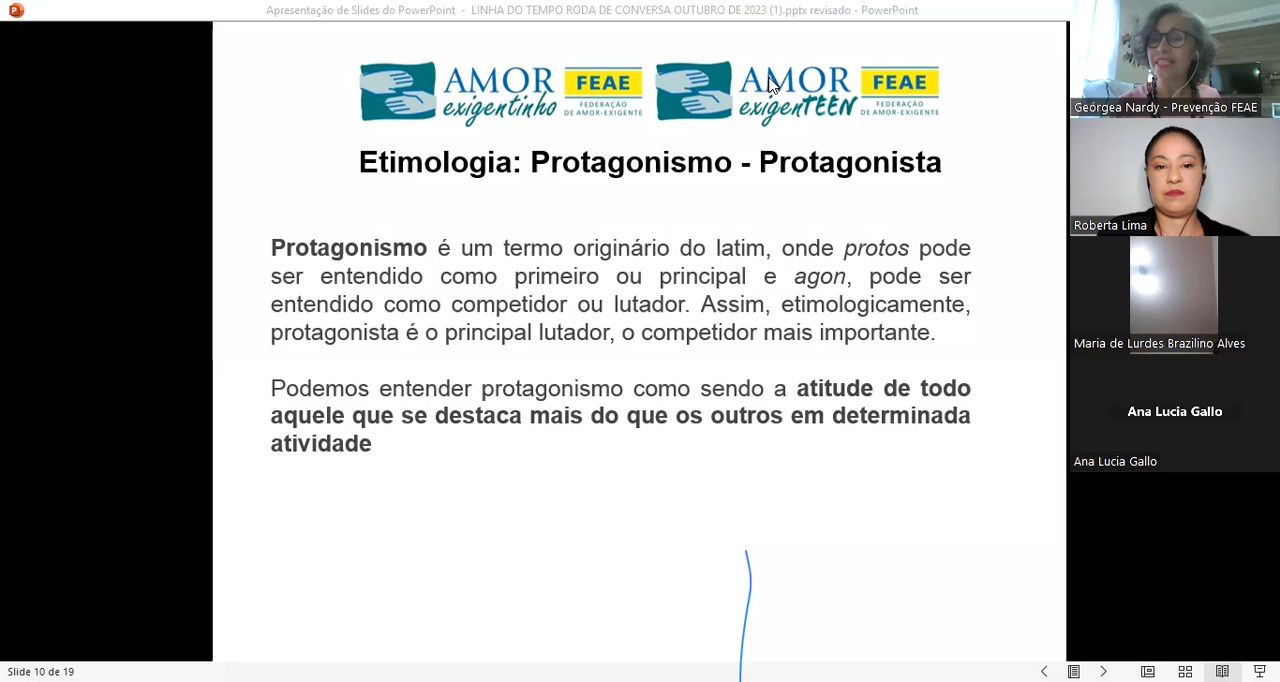 Apresentação de Slides do PowerPoint - LINHA DO TEMPO RODA DE CONVERSA OUTUBRO DE 2023 (1).pptx revisado - PowerPoint
AMOR exigentinho FEAE FEDERAÇÃO DE AMOR-EXIGENTE
AMOR exigenTEEN FEAE FEDERAÇÃO DE AMOR-EXIGENTE
Etimologia: Protagonismo - Protagonista
Protagonismo é um termo originário do latim, onde protos pode
ser entendido como primeiro ou principal e agon, pode ser
entendido como competidor ou lutador. Assim, etimologicamente,
protagonista é o principal lutador, o competidor mais importante.
Podemos entender protagonismo como sendo a atitude de todo
aquele que se destaca mais do que os outros em determinada
atividade
Geórgea Nardy - Prevenção FEAE
Roberta Lima
Maria de Lurdes Brazilino Alves
Ana Lucia Gallo
Ana Lucia Gallo
Slide 10 de 19